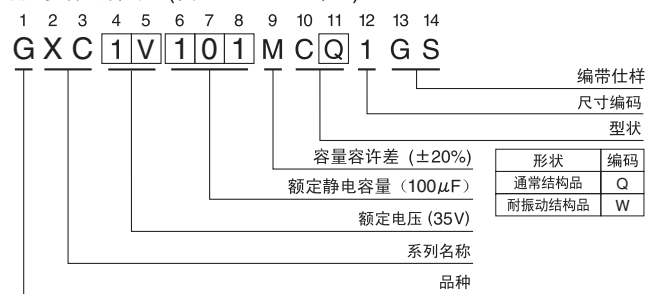 1 2 3 4 5 6 7 8 9 10 11 12 13 14
G X C 1 V 1 0 1 M C Q 1 G S
编带仕样
尺寸编码
型状
容量容许差 (±20%)
额定静电容量（100μF）
额定电压 (35V)
系列名称
品种
形状 编码
通常结构品 Q
耐振动结构品 W